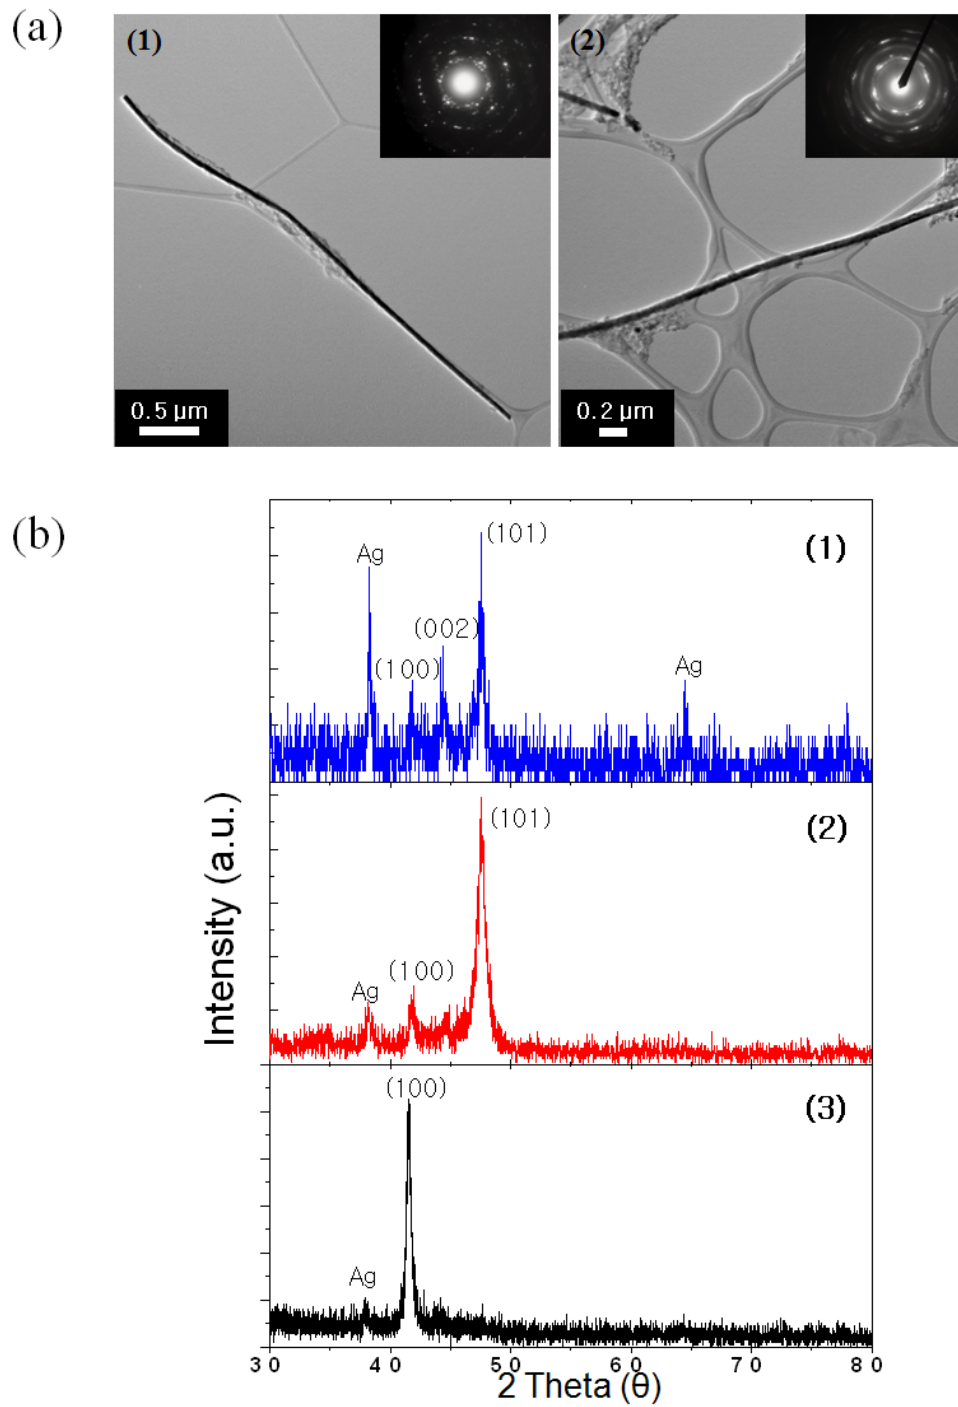 (a)
(1)
(2)
0.5 μm
0.2 μm
(b)
(1)
(101)
Ag
(002)
(100)
Ag
(2)
(101)
(100)
Ag
(3)
(100)
Ag
Intensity (a.u.)
30 40 50 60 70 80
2 Theta (θ)